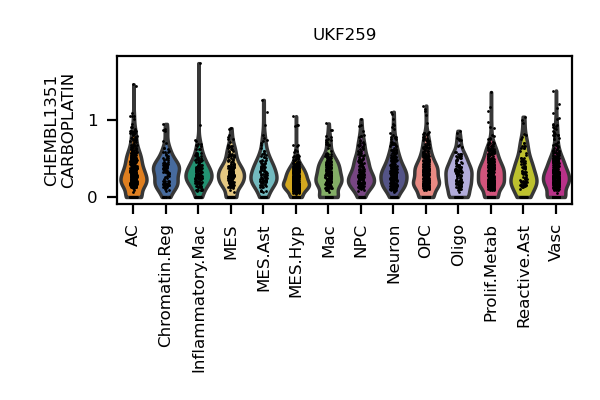 UKF259
CHEMBL1351
CARBOPLATIN
1
0
AC
Chromatin.Reg
Inflammatory.Mac
MES
MES.Ast
MES.Hyp
Mac
NPC
Neuron
OPC
Oligo
Prolif.Metab
Reactive.Ast
Vasc